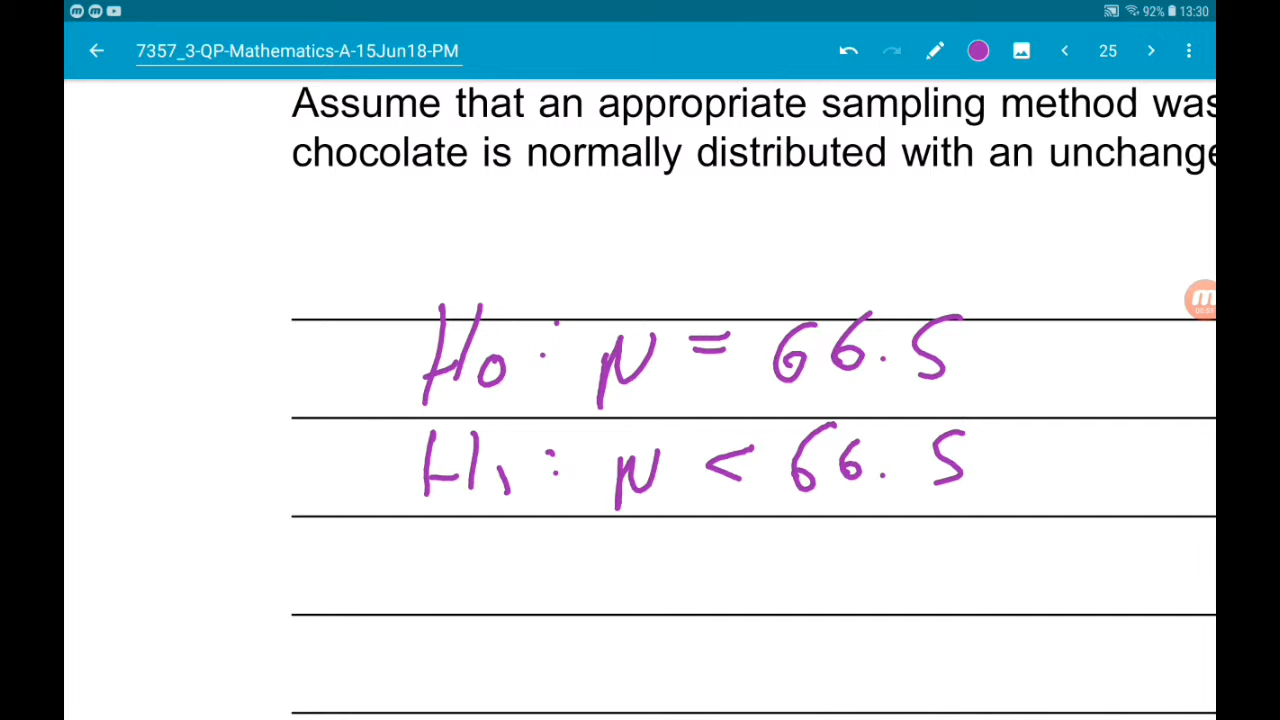 92% 13:30
7357_3-QP-Mathematics-A-15Jun18-PM
25
Assume that an appropriate sampling method was
chocolate is normally distributed with an unchange
H₀ : μ = 66.5
H₁ : μ < 66.5